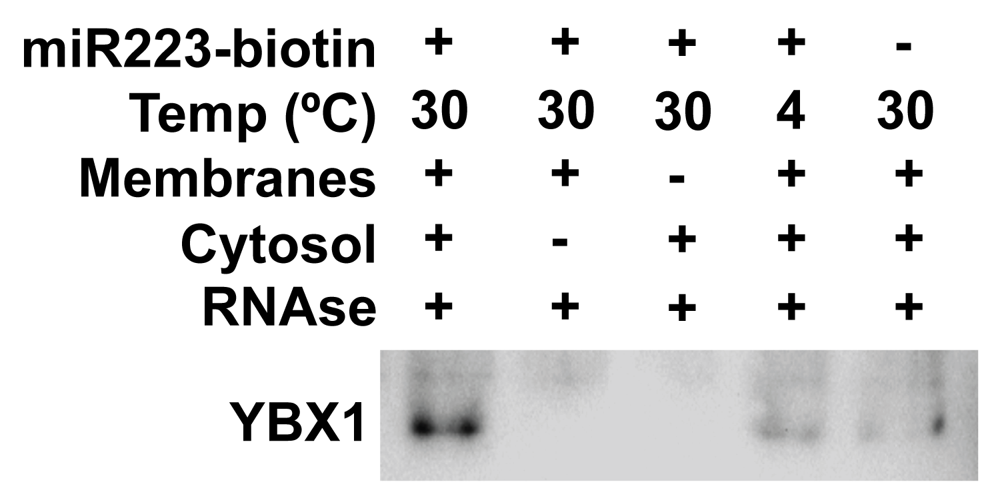 miR223-biotin + + + + -
Temp (ºC) 30 30 30 4 30
Membranes + + - + +
Cytosol + - + + +
RNAse + + + + +
YBX1